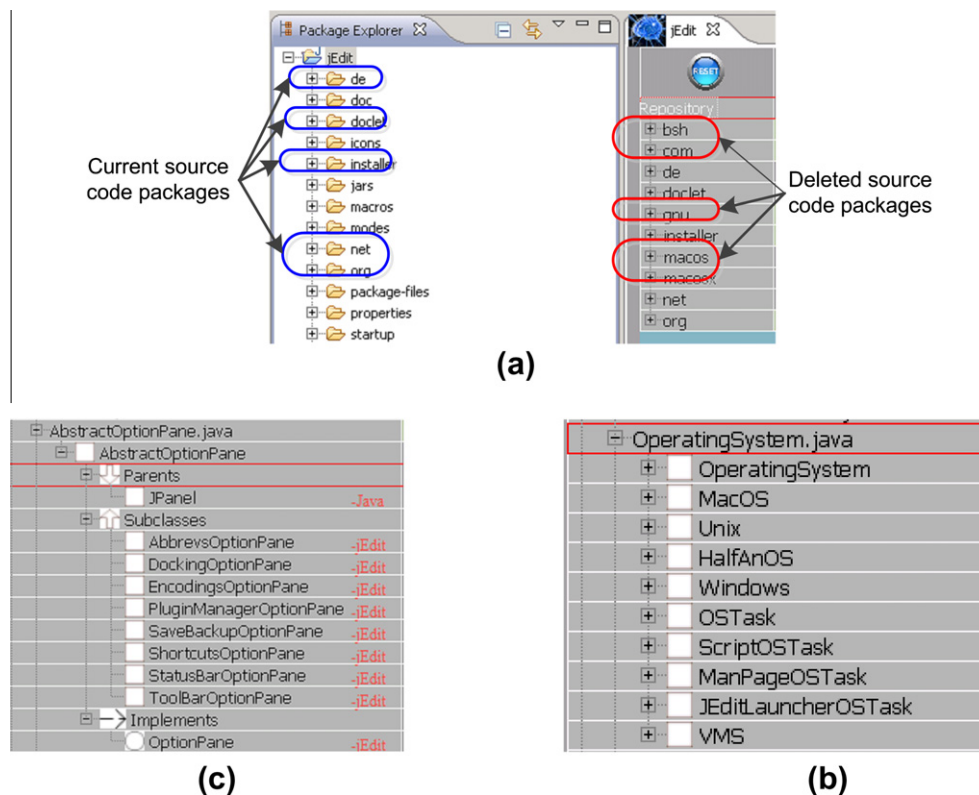 Package Explorer
jEdit
de
doc
doclet
icons
installer
jars
macros
modes
net
org
package-files
properties
startup
Current source
code packages
jEdit
RESET
Repository
bsh
com
de
doclet
gnu
installer
macos
macosx
net
org
Deleted source
code packages
(a)
AbstractOptionPane.java
AbstractOptionPane
Parents
JPanel -Java
Subclasses
AbbrevsOptionPane -jEdit
DockingOptionPane -jEdit
EncodingsOptionPane -jEdit
PluginManagerOptionPane -jEdit
SaveBackupOptionPane -jEdit
ShortcutsOptionPane -jEdit
StatusBarOptionPane -jEdit
ToolBarOptionPane -jEdit
Implements
OptionPane -jEdit
(c)
OperatingSystem.java
OperatingSystem
MacOS
Unix
HalfAnOS
Windows
OSTask
ScriptOSTask
ManPageOSTask
JEditLauncherOSTask
VMS
(b)